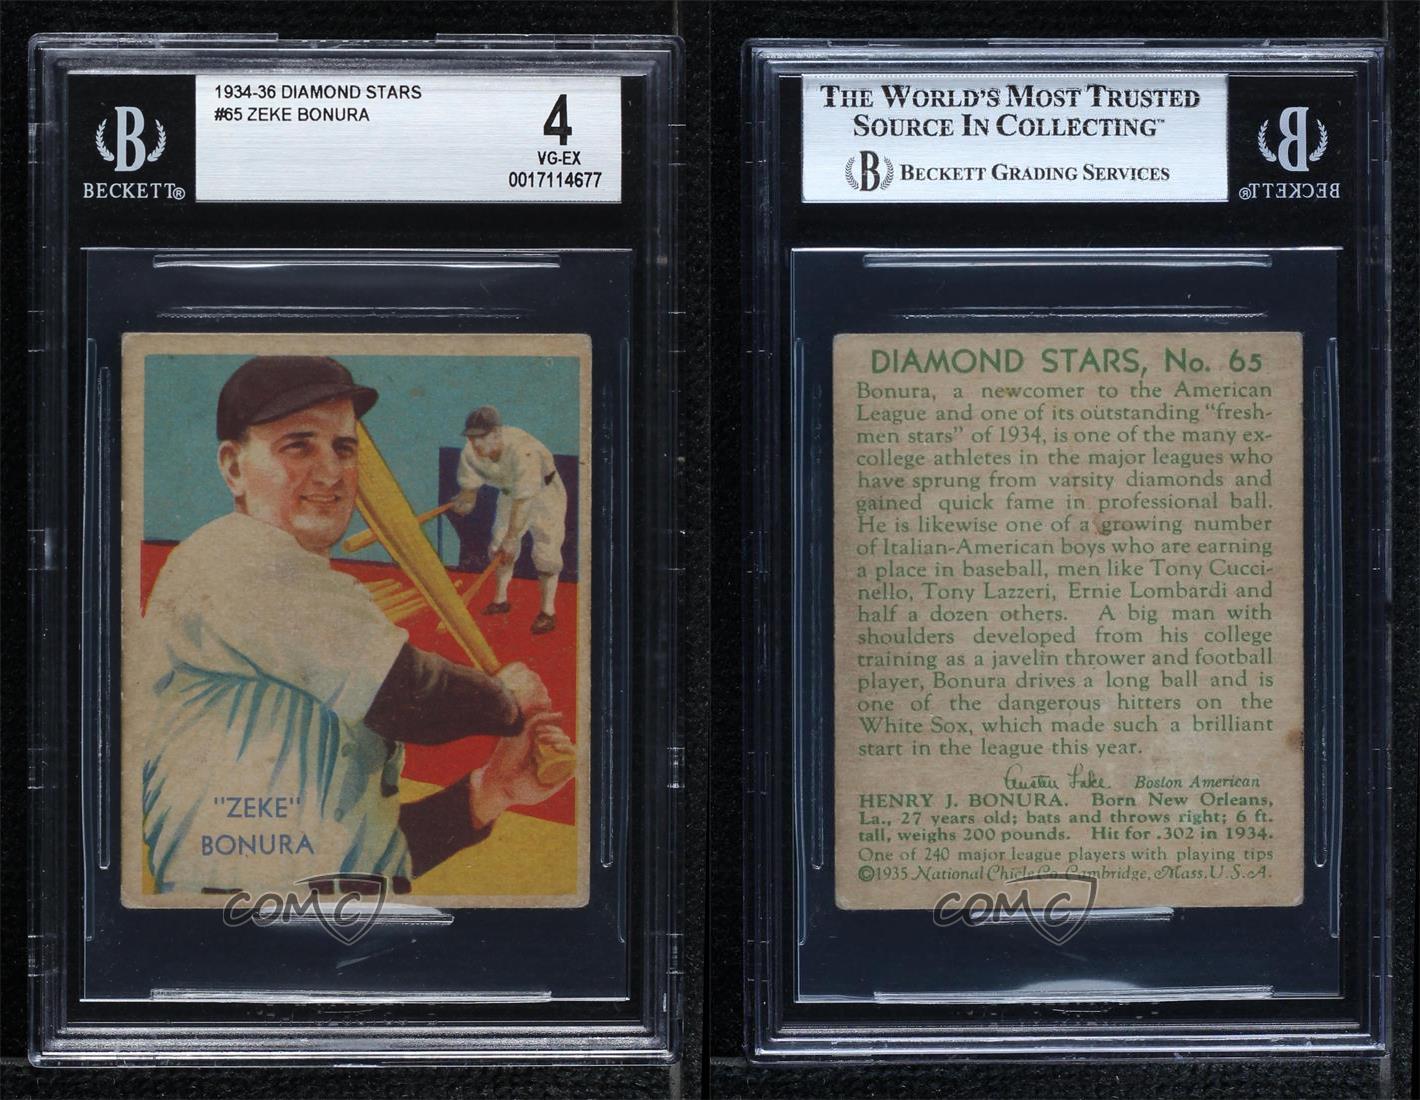 1934-36 DIAMOND STARS
#65 ZEKE BONURA
4
VG-EX
0017114677
B
BECKETT®
"ZEKE"
BONURA
COMC
THE WORLD'S MOST TRUSTED
SOURCE IN COLLECTING™
B BECKETT GRADING SERVICES
B
BECKETT®
DIAMOND STARS, No. 65
Bonura, a newcomer to the American
League and one of its outstanding "fresh-
men stars" of 1934, is one of the many ex-
college athletes in the major leagues who
have sprung from varsity diamonds and
gained quick fame in professional ball.
He is likewise one of a growing number
of Italian-American boys who are earning
a place in baseball, men like Tony Cucci-
nello, Tony Lazzeri, Ernie Lombardi and
half a dozen others. A big man with
shoulders developed from his college
training as a javelin thrower and football
player, Bonura drives a long ball and is
one of the dangerous hitters on the
White Sox, which made such a brilliant
start in the league this year.
Austen Lake Boston American
HENRY J. BONURA. Born New Orleans,
La., 27 years old; bats and throws right; 6 ft.
tall, weighs 200 pounds. Hit for .302 in 1934.
One of 240 major league players with playing tips
©1935 National Chicle Co. Cambridge, Mass. U.S.A.
COMC